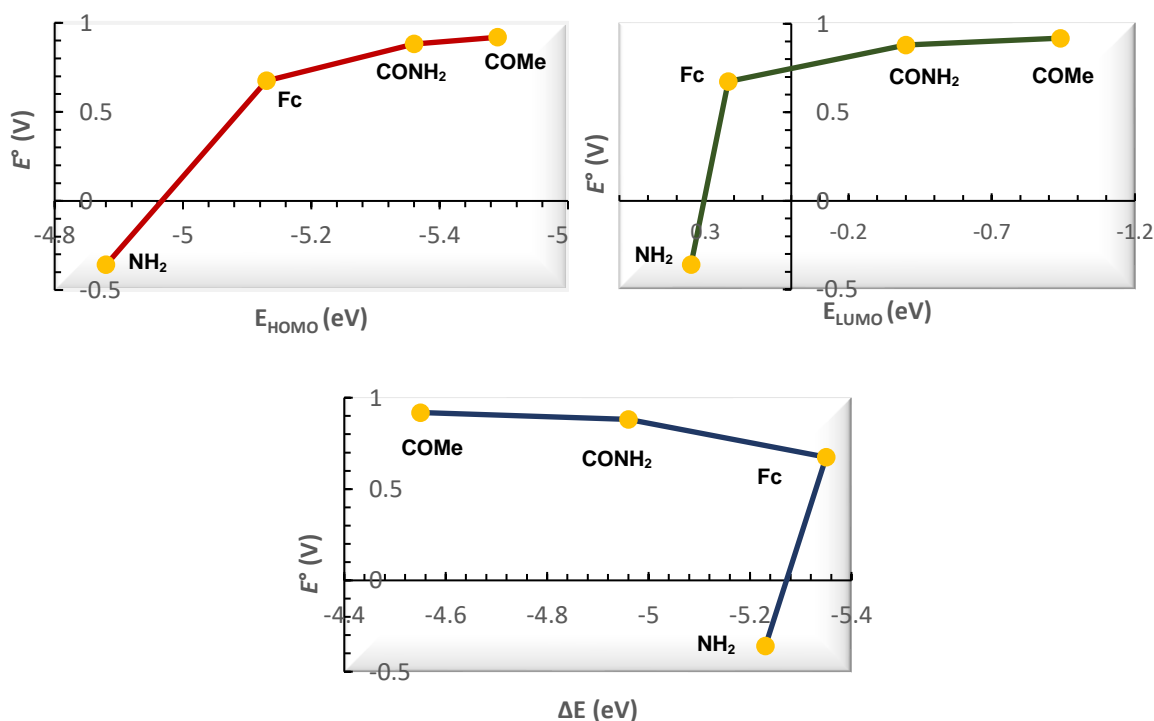 1
0.5
0
-0.5
E° (V)
-4.8
-5
-5.2
-5.4
-5
NH₂
Fc
CONH₂
COMe
E_HOMO (eV)
1
0.5
0
-0.5
E° (V)
0.3
-0.2
-0.7
-1.2
NH₂
Fc
CONH₂
COMe
E_LUMO (eV)
1
0.5
0
-0.5
E° (V)
-4.4
-4.6
-4.8
-5
-5.2
-5.4
COMe
CONH₂
Fc
NH₂
ΔE (eV)